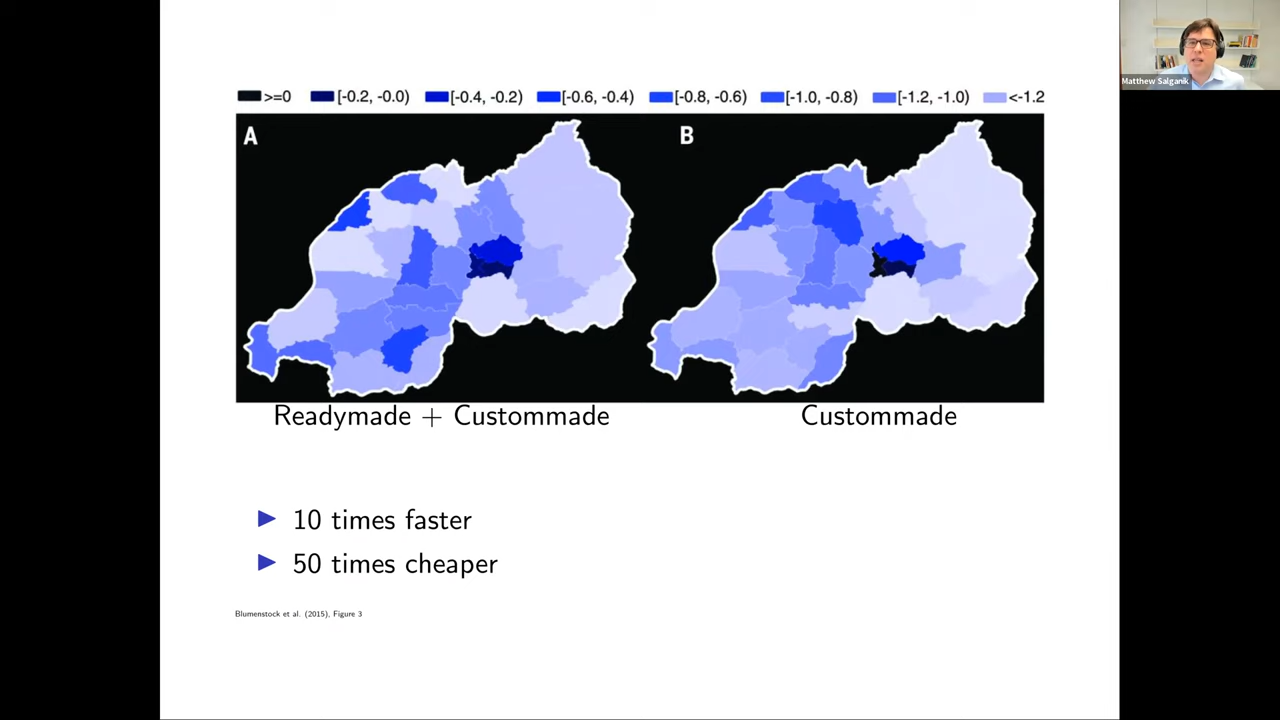 Matthew Salganik
>=0 [-0.2, -0.0) [-0.4, -0.2) [-0.6, -0.4) [-0.8, -0.6) [-1.0, -0.8) [-1.2, -1.0) <-1.2
A B
Readymade + Custommade Custommade
10 times faster
50 times cheaper
Blumenstock et al. (2015), Figure 3